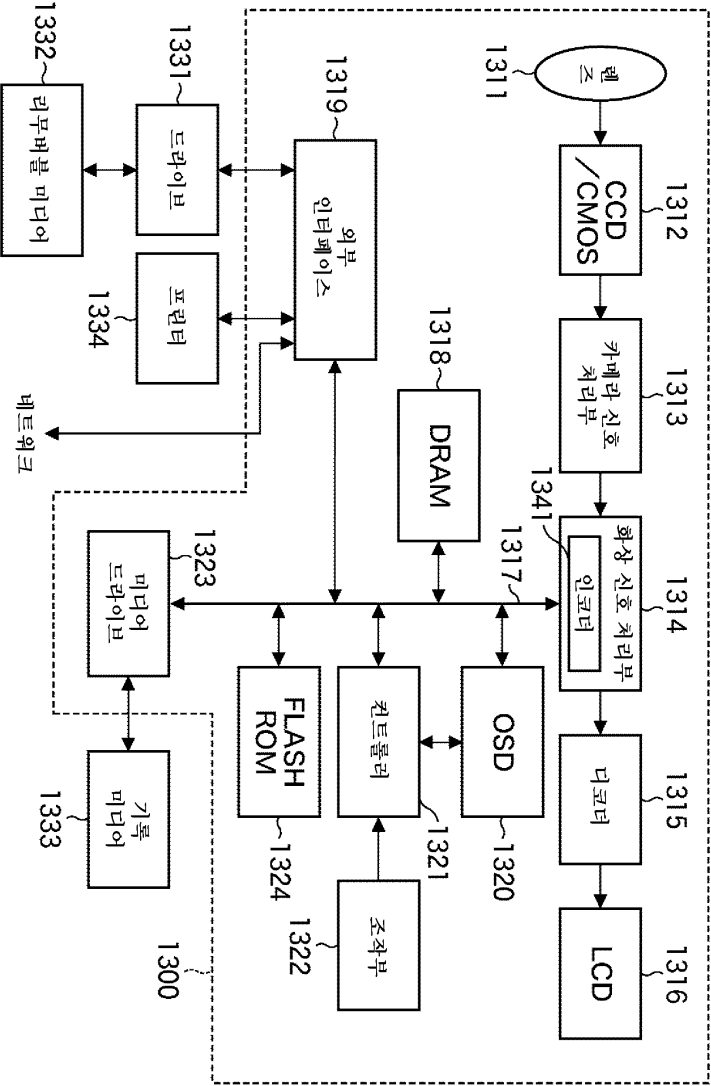 1311
1312
1313
1314
1315
1316
렌
즈
CCD
/CMOS
카메라 신호
처리부
화상 신호 처리부
1341
인코더
디코더
LCD
1317
1318
DRAM
OSD
1320
1319
외부
인터페이스
컨트롤러
1321
조작부
1322
FLASH
ROM
1324
1331
드라이브
프린터
1334
1323
미디어
드라이브
기록
미디어
1333
1300
1332
리무버블 미디어
네트워크